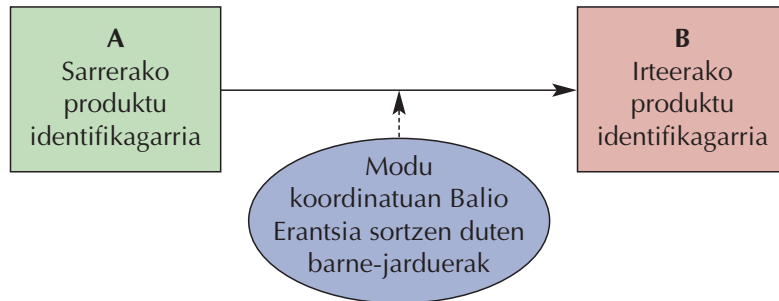 A
Sarrerako
produktu
identifikagarria
B
Irteerako
produktu
identifikagarria
Modu
koordinatuan Balio
Erantsia sortzen duten
barne-jarduerak